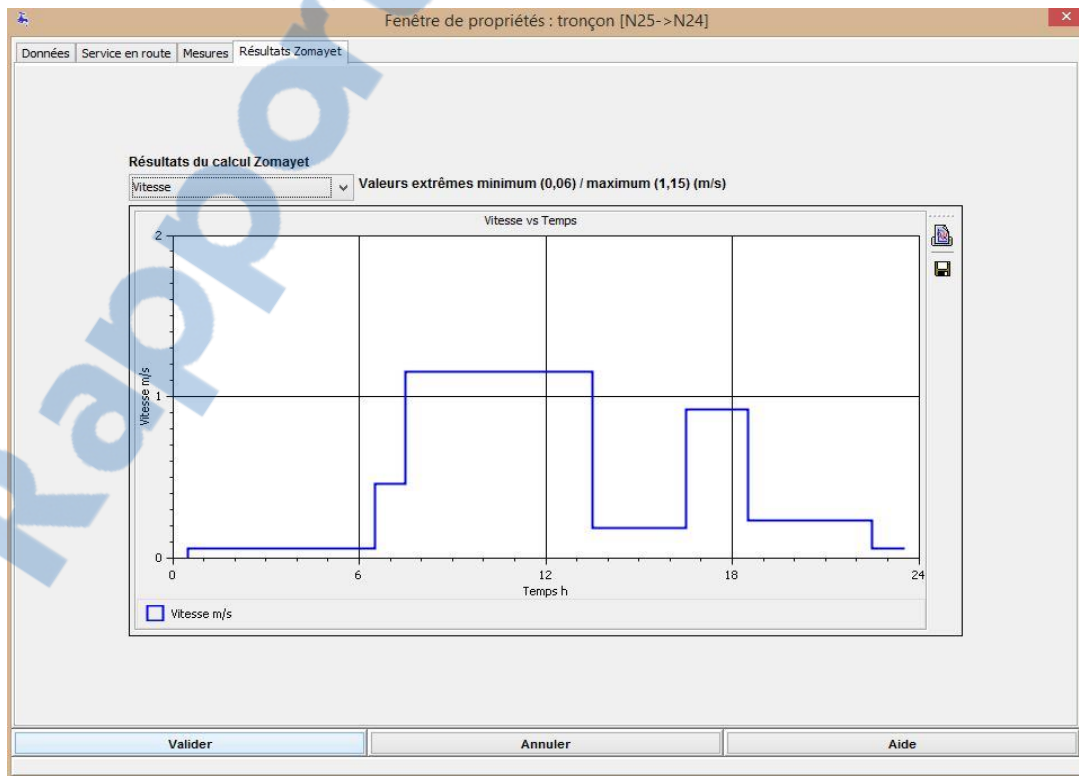 Fenêtre de propriétés : tronçon [N25->N24]
Données Service en route Mesures Résultats Zomayet
Résultats du calcul Zomayet
Vitesse Valeurs extrêmes minimum (0,06) / maximum (1,15) (m/s)
Vitesse vs Temps
2
1
0
Vitesse m/s
0 6 12 18 24
Temps h
Vitesse m/s
Valider Annuler Aide
Rappor